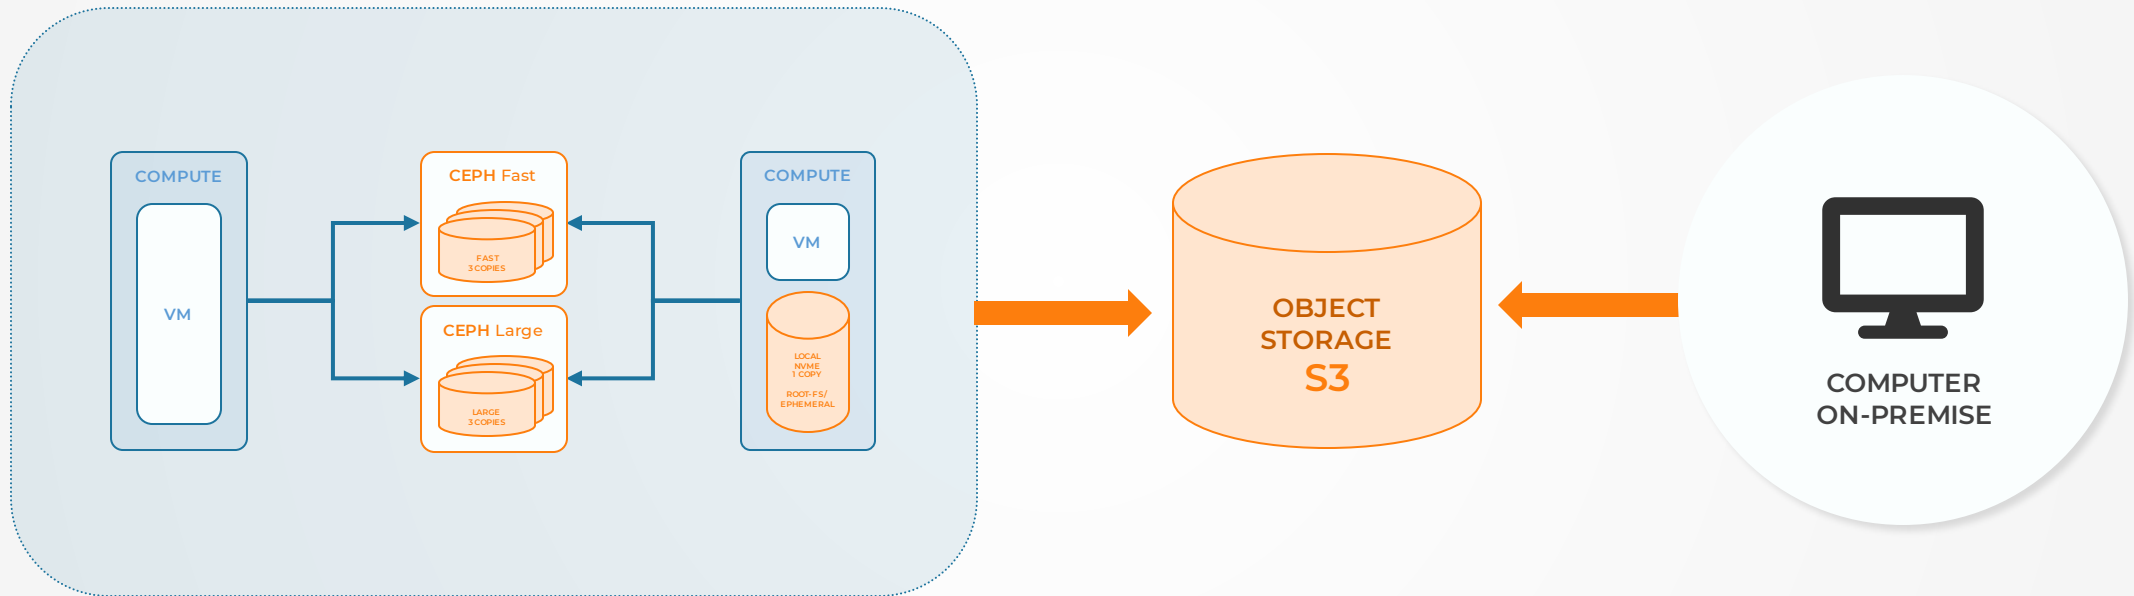 COMPUTE
VM
CEPH Fast
FAST
3 COPIES
CEPH Large
LARGE
3 COPIES
COMPUTE
VM
LOCAL
NVME
1 COPY
ROOT-FS/
EPHEMERAL
OBJECT
STORAGE
S3
COMPUTER
ON-PREMISE